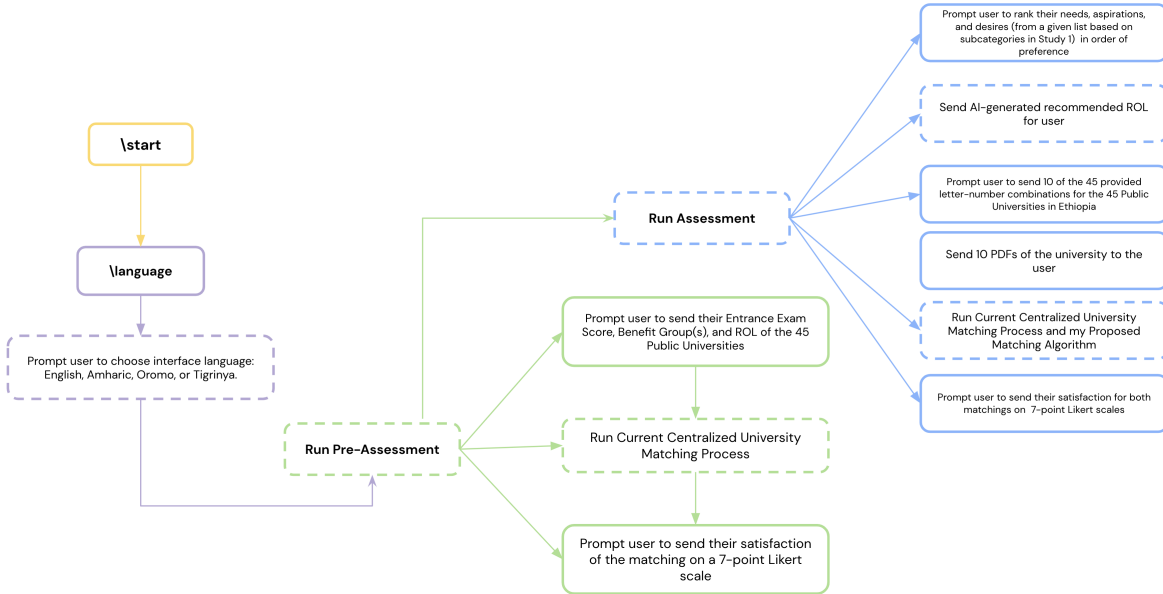 \start
\language
Prompt user to choose interface language:
English, Amharic, Oromo, or Tigrinya.
Run Pre-Assessment
Prompt user to send their Entrance Exam
Score, Benefit Group(s), and ROL of the 45
Public Universities
Run Current Centralized University
Matching Process
Prompt user to send their satisfaction
of the matching on a 7-point Likert
scale
Run Assessment
Prompt user to rank their needs, aspirations,
and desires (from a given list based on
subcategories in Study 1) in order of
preference
Send AI-generated recommended ROL
for user
Prompt user to send 10 of the 45 provided
letter-number combinations for the 45 Public
Universities in Ethiopia
Send 10 PDFs of the university to the
user
Run Current Centralized University
Matching Process and my Proposed
Matching Algorithm
Prompt user to send their satisfaction for both
matchings on 7-point Likert scales